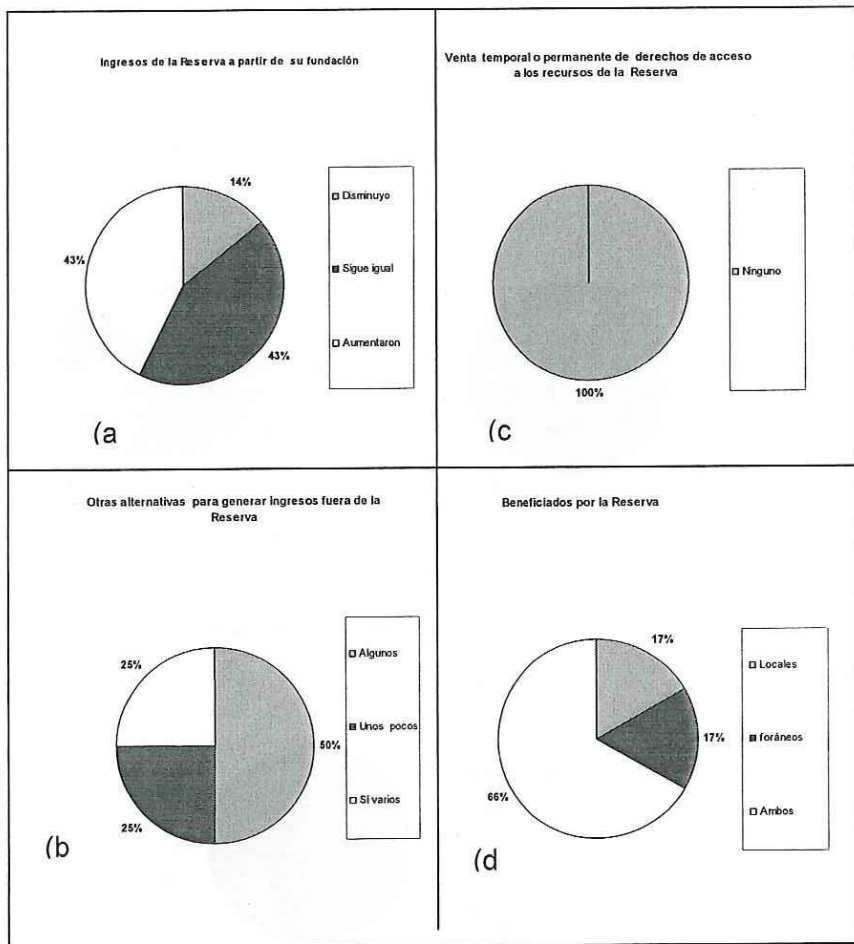 Ingresos de la Reserva a partir de su fundación
14%
43%
43%
Disminuyo
Sigue igual
Aumentaron
(a
Venta temporal o permanente de derechos de acceso
a los recursos de la Reserva
100%
Ninguno
(c
Otras alternativas para generar ingresos fuera de la
Reserva
25%
50%
25%
Algunos
Unos pocos
Sí varios
(b
Beneficiados por la Reserva
17%
17%
66%
Locales
foráneos
Ambos
(d